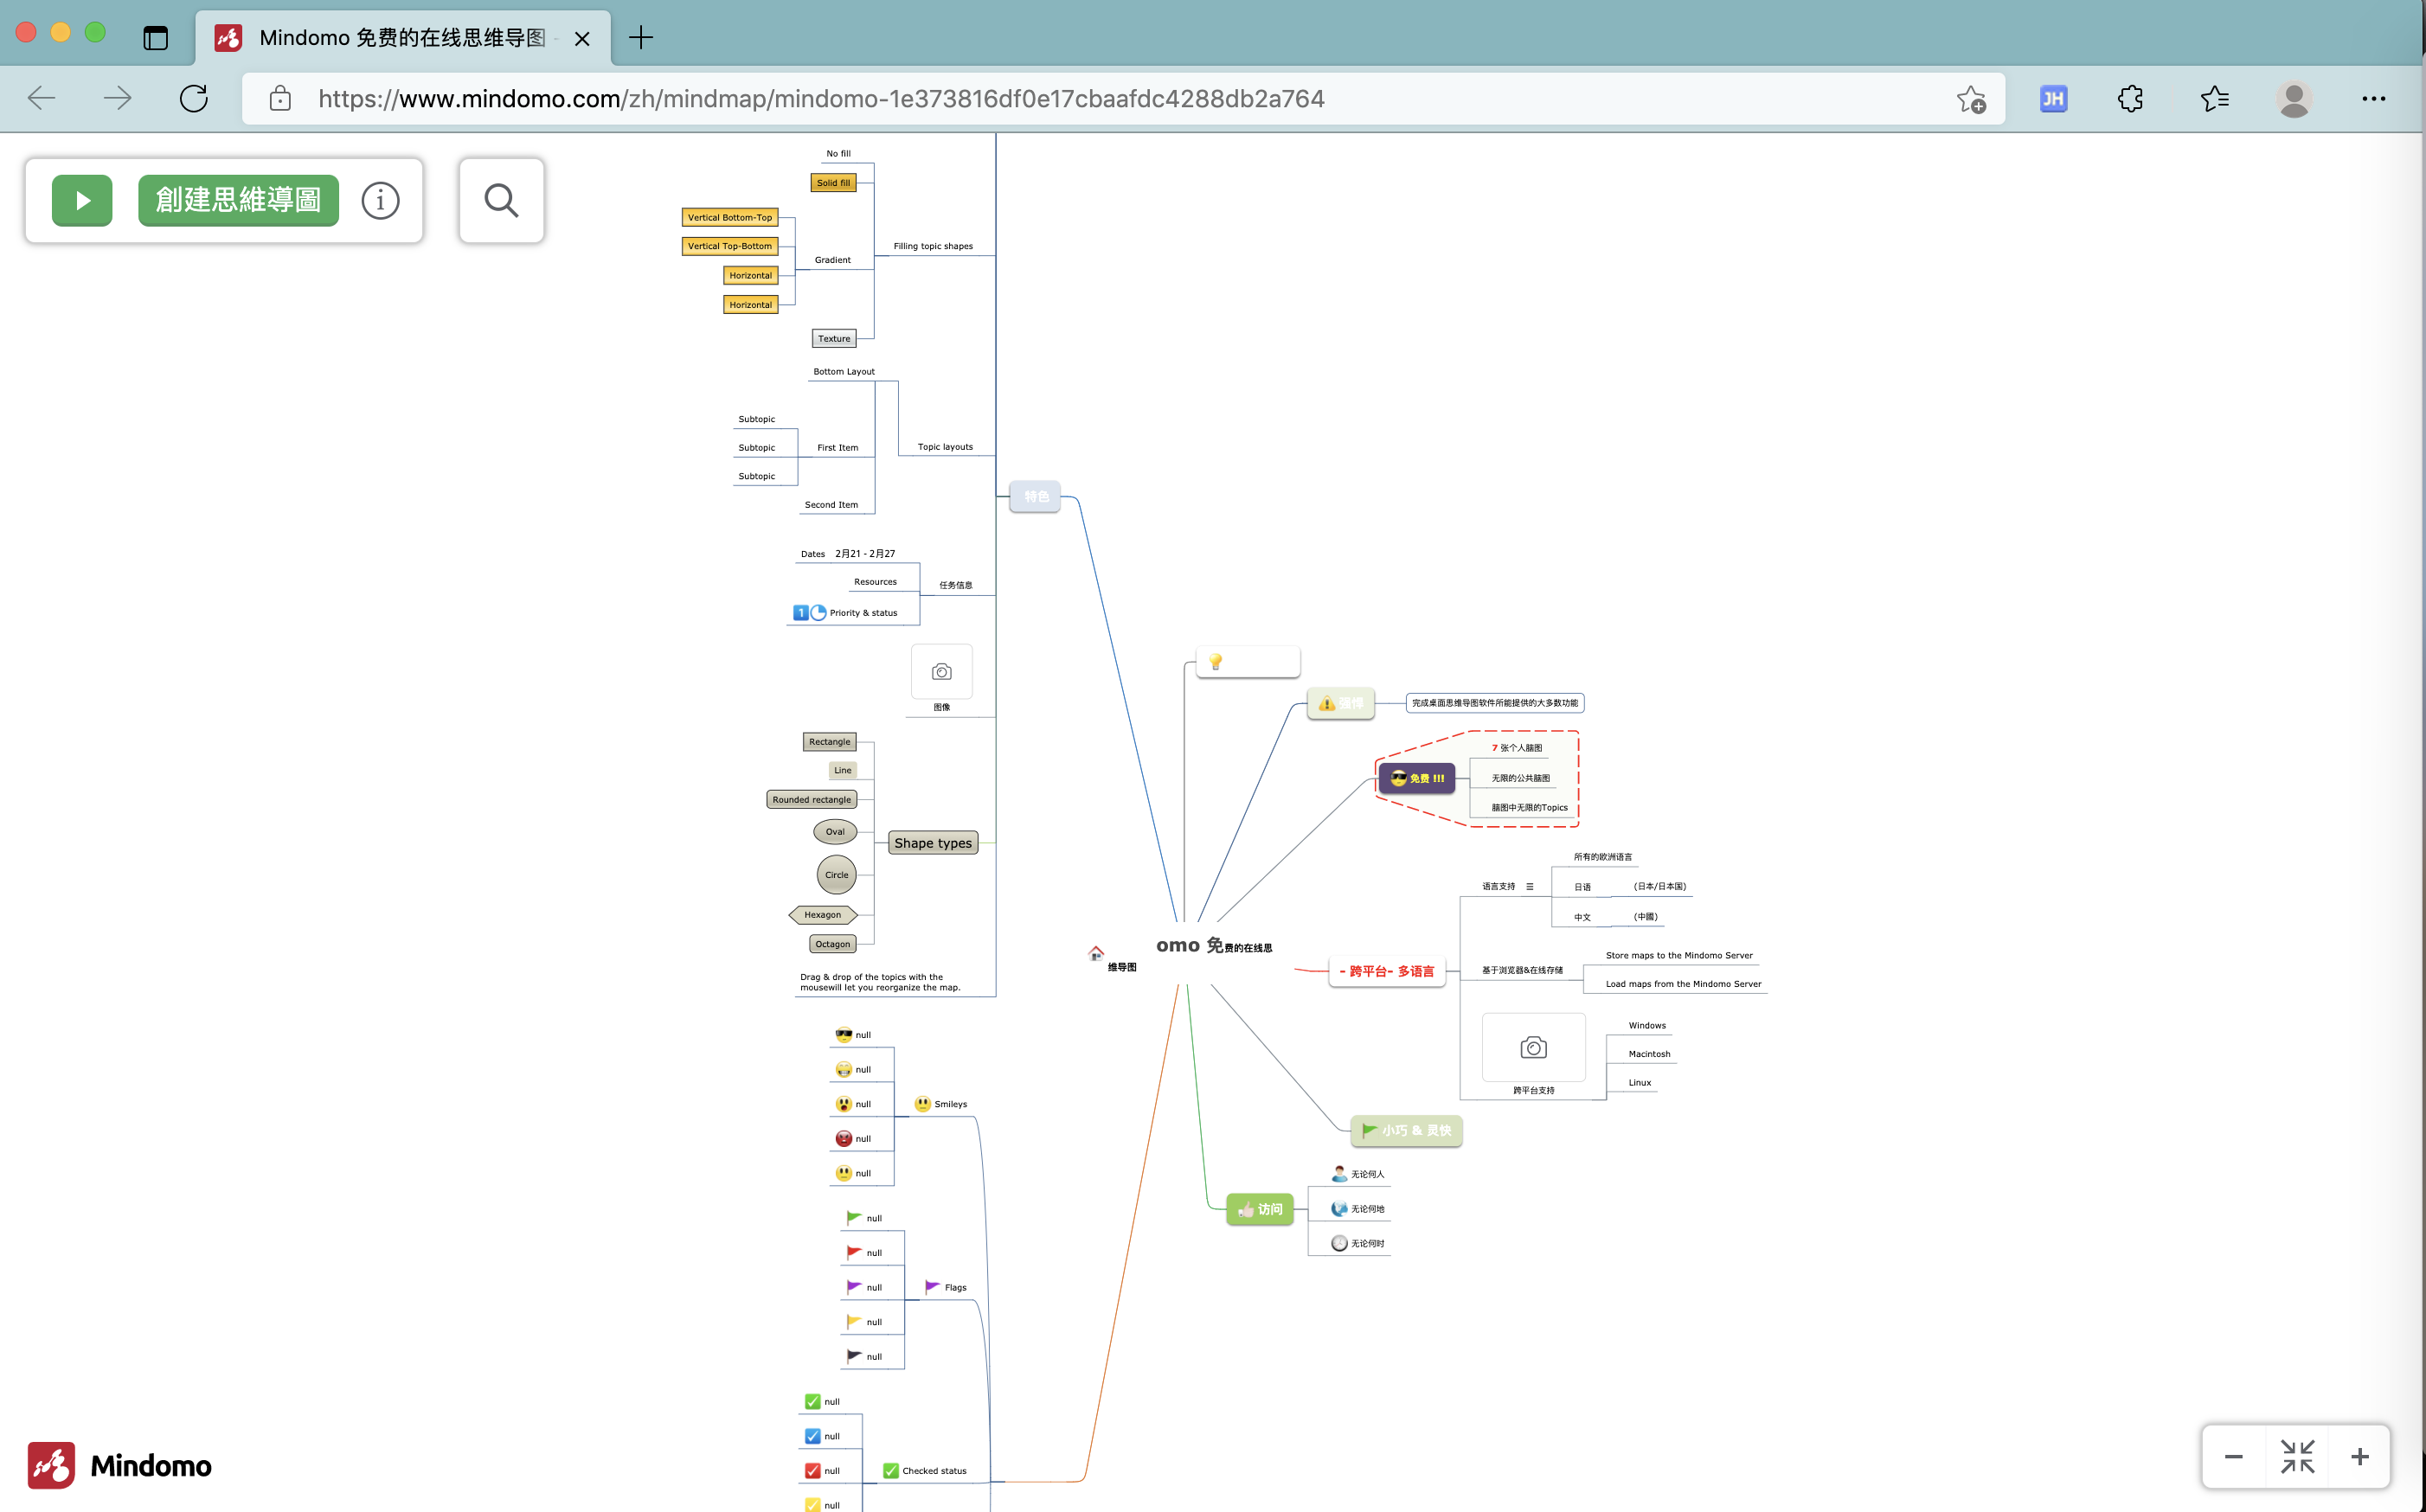 Mindomo 免费的在线思维导图 -
https://www.mindomo.com/zh/mindmap/mindomo-1e373816df0e17cbaafdc4288db2a764
JH
創建思維導圖
No fill
Solid fill
Vertical Bottom-Top
Vertical Top-Bottom
Horizontal
Horizontal
Gradient
Texture
Filling topic shapes
Bottom Layout
Subtopic
Subtopic
Subtopic
First Item
Second Item
Topic layouts
特色
Dates 2月21 - 2月27
Resources
1 Priority & status
任务信息
图像
Rectangle
Line
Rounded rectangle
Oval
Circle
Hexagon
Octagon
Shape types
Drag & drop of the topics with the
mousewill let you reorganize the map.
null
null
null
null
null
Smileys
null
null
null
null
null
Flags
null
null
null
null
Checked status
omo 免费的在线思
维导图
强悍
完成桌面思维导图软件所能提供的大多数功能
免费 !!!
7 张个人脑图
无限的公共脑图
脑图中无限的Topics
- 跨平台- 多语言
语言支持
所有的欧洲语言
日语
(日本/日本国)
中文
(中國)
基于浏览器&在线存储
Store maps to the Mindomo Server
Load maps from the Mindomo Server
跨平台支持
Windows
Macintosh
Linux
小巧 & 灵快
访问
无论何人
无论何地
无论何时
Mindomo